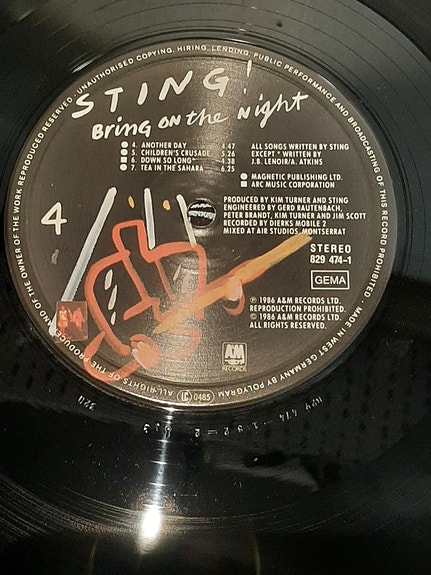 STING!
Bring on the Night
4. ANOTHER DAY 4.47
5. CHILDREN'S CRUSADE 5.26
6. DOWN SO LONG* 4.38
7. TEA IN THE SAHARA 6.25
ALL SONGS WRITTEN BY STING
EXCEPT * WRITTEN BY
J.B. LENOIR/A. ATKINS
MAGNETIC PUBLISHING LTD.
ARC MUSIC CORPORATION
PRODUCED BY KIM TURNER AND STING
ENGINEERED BY GERD RAUTENBACH,
PETER BRANDT, KIM TURNER AND JIM SCOTT
RECORDED BY DIERKS MOBILE 2
MIXED AT AIR STUDIOS, MONTSERRAT
4
STEREO
829 474-1
GEMA
℗ 1986 A&M RECORDS LTD.
REPRODUCTION PROHIBITED.
© 1986 A&M RECORDS LTD.
ALL RIGHTS RESERVED.
A&M
RECORDS
ALL RIGHTS OF THE PRODUCER AND OF THE OWNER OF THE WORK REPRODUCED RESERVED · UNAUTHORISED COPYING, HIRING, LENDING, PUBLIC PERFORMANCE AND BROADCASTING OF THIS RECORD PROHIBITED · MADE IN WEST GERMANY BY POLYGRAM
LC 0485
320